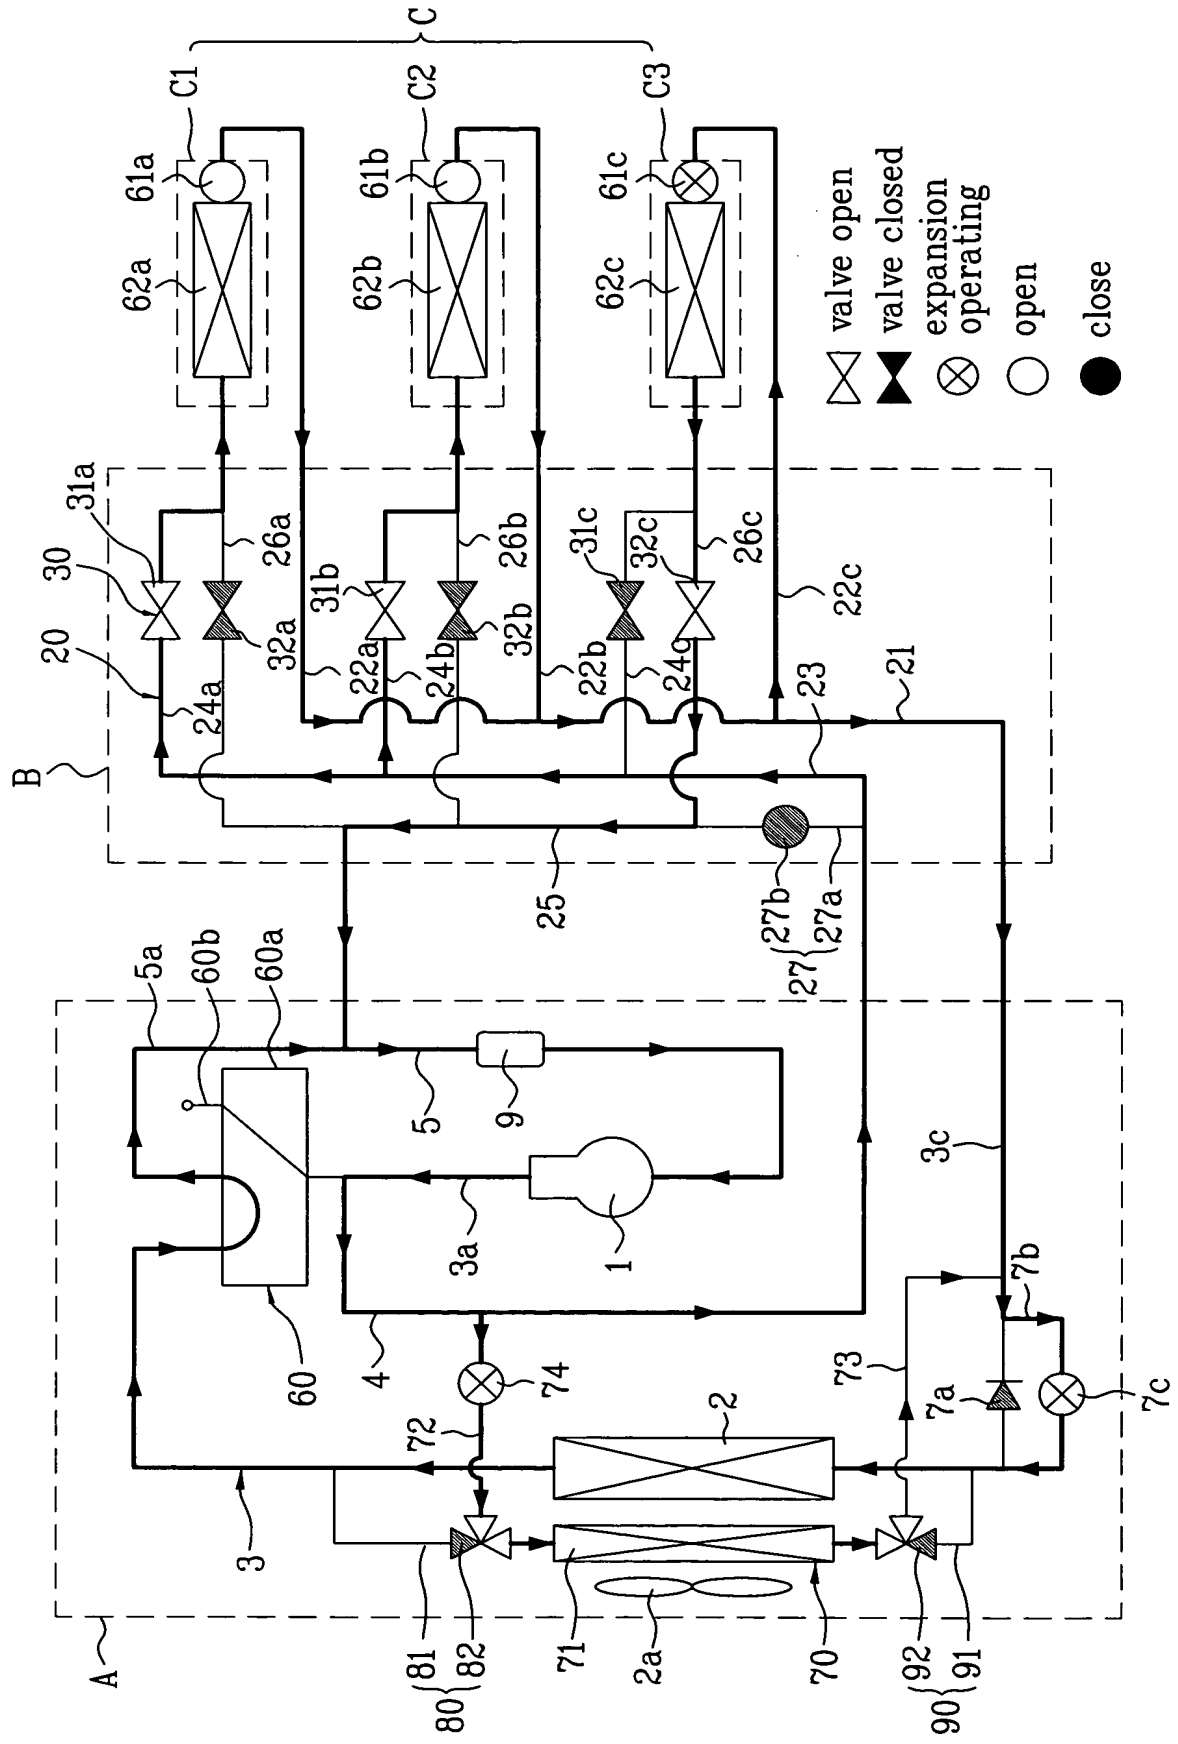 B
20
30
31a
A
5a
62a
61a
C1
60b
24a
3
60a
32a
26a
60
31b
22a
62b
61b
4
81
72
5
C2
C
24b
80
82
3a
9
32b
26b
74
25
71
22b
31c
62c
61c
1
2a
32c
C3
24c
2
26c
27b
27
23
70
27a
73
22c
valve open
92
21
valve closed
90
7a
3c
expansion
91
operating
7b
open
close
7c